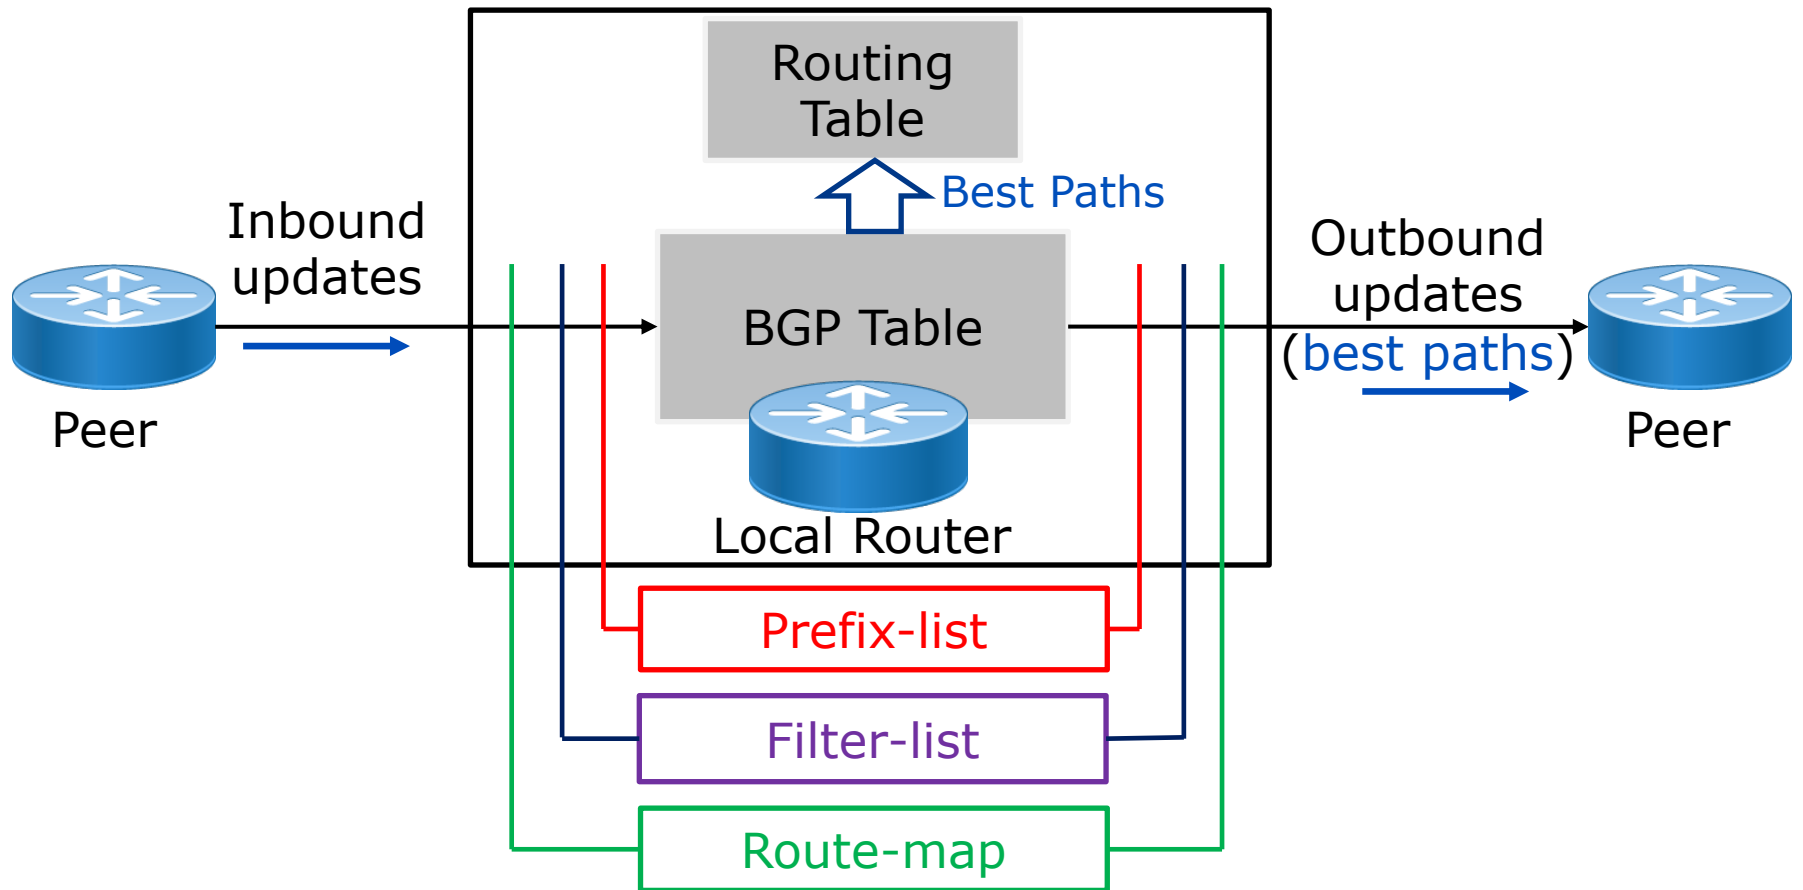 Routing
Table
Best Paths
Inbound
updates
Outbound
updates
(best paths)
BGP Table
Peer
Peer
Local Router
Prefix-list
Filter-list
Route-map